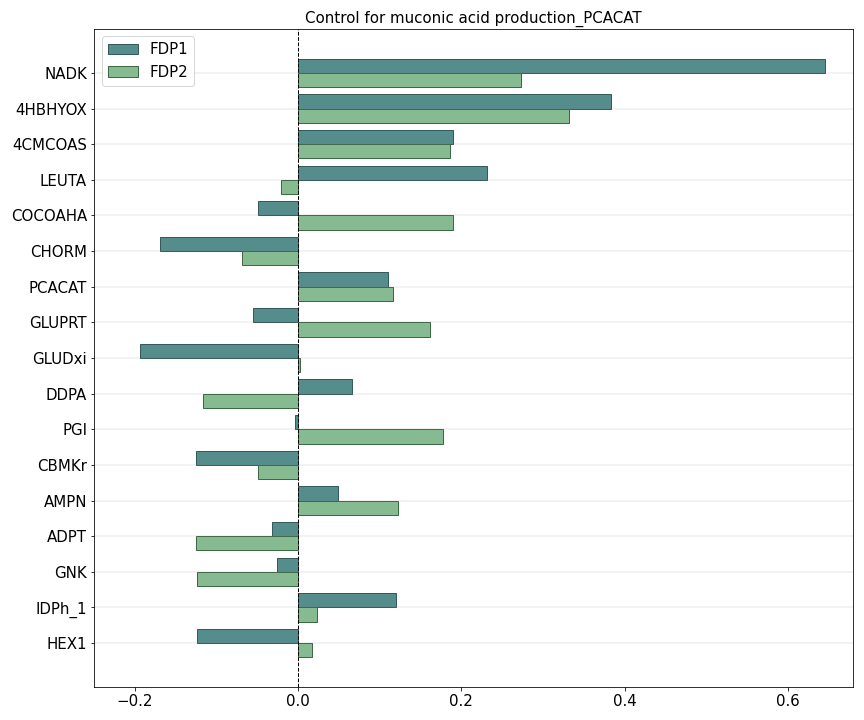 Control for muconic acid production_PCACAT
FDP1
FDP2
NADK
4HBHYOX
4CMCOAS
LEUTA
COCOAHA
CHORM
PCACAT
GLUPRT
GLUDxi
DDPA
PGI
CBMKr
AMPN
ADPT
GNK
IDPh_1
HEX1
−0.2 0.0 0.2 0.4 0.6